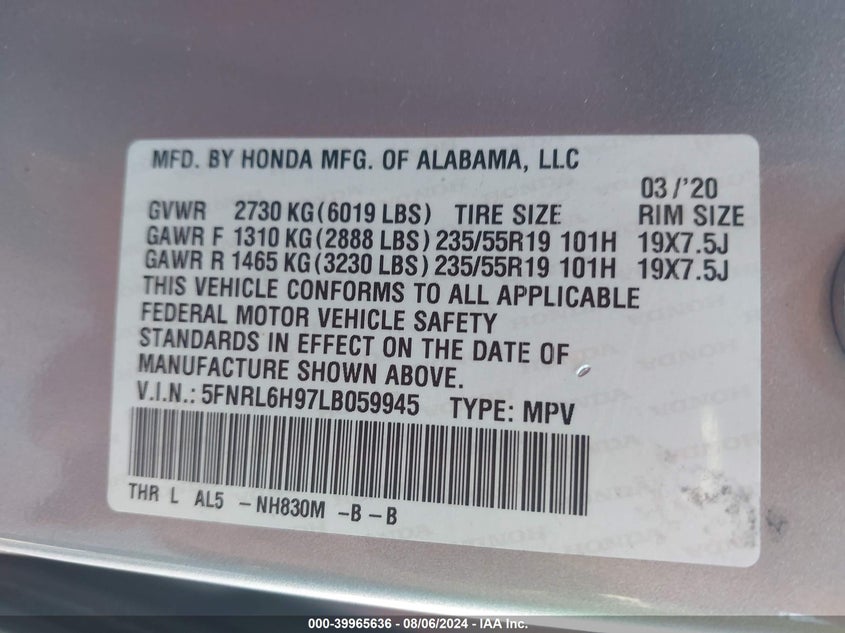 MFD. BY HONDA MFG. OF ALABAMA, LLC
03 /'20
GVWR 2730 KG (6019 LBS) TIRE SIZE RIM SIZE
GAWR F 1310 KG (2888 LBS) 235/55R19 101H 19X7.5J
GAWR R 1465 KG (3230 LBS) 235/55R19 101H 19X7.5J
THIS VEHICLE CONFORMS TO ALL APPLICABLE
FEDERAL MOTOR VEHICLE SAFETY
STANDARDS IN EFFECT ON THE DATE OF
MANUFACTURE SHOWN ABOVE.
V.I.N.: 5FNRL6H97LB059945 TYPE: MPV
THR L AL5 -NH830M -B -B
000-39965636 - 08/06/2024 - IAA Inc.